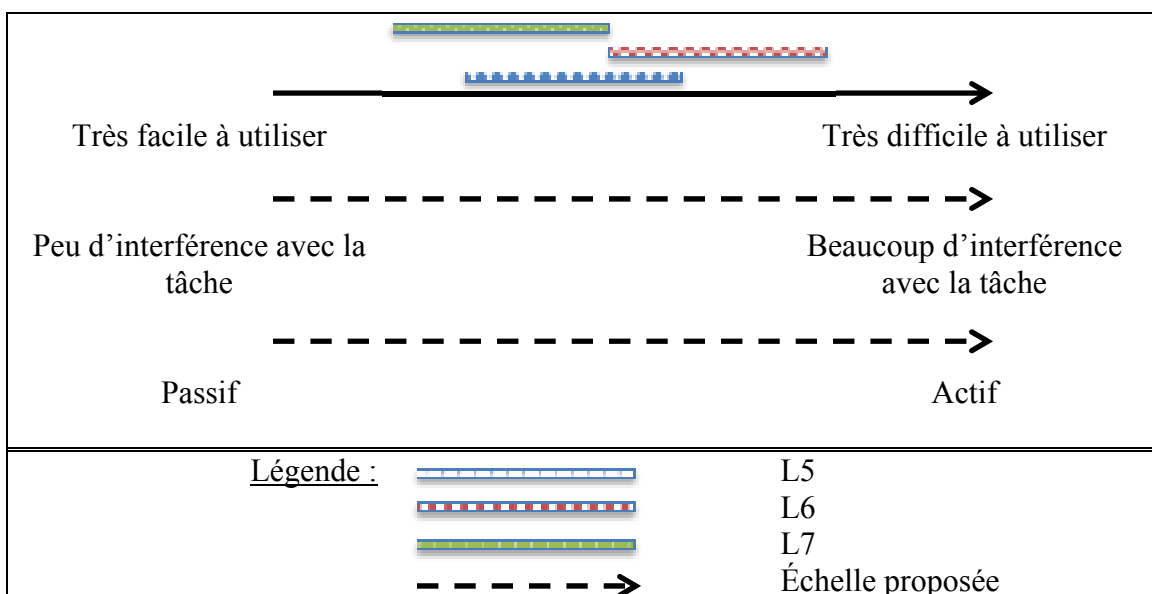 Très facile à utiliser Très difficile à utiliser
Peu d’interférence avec la Beaucoup d’interférence
tâche avec la tâche
Passif Actif
Légende : L5
L6
L7
Échelle proposée